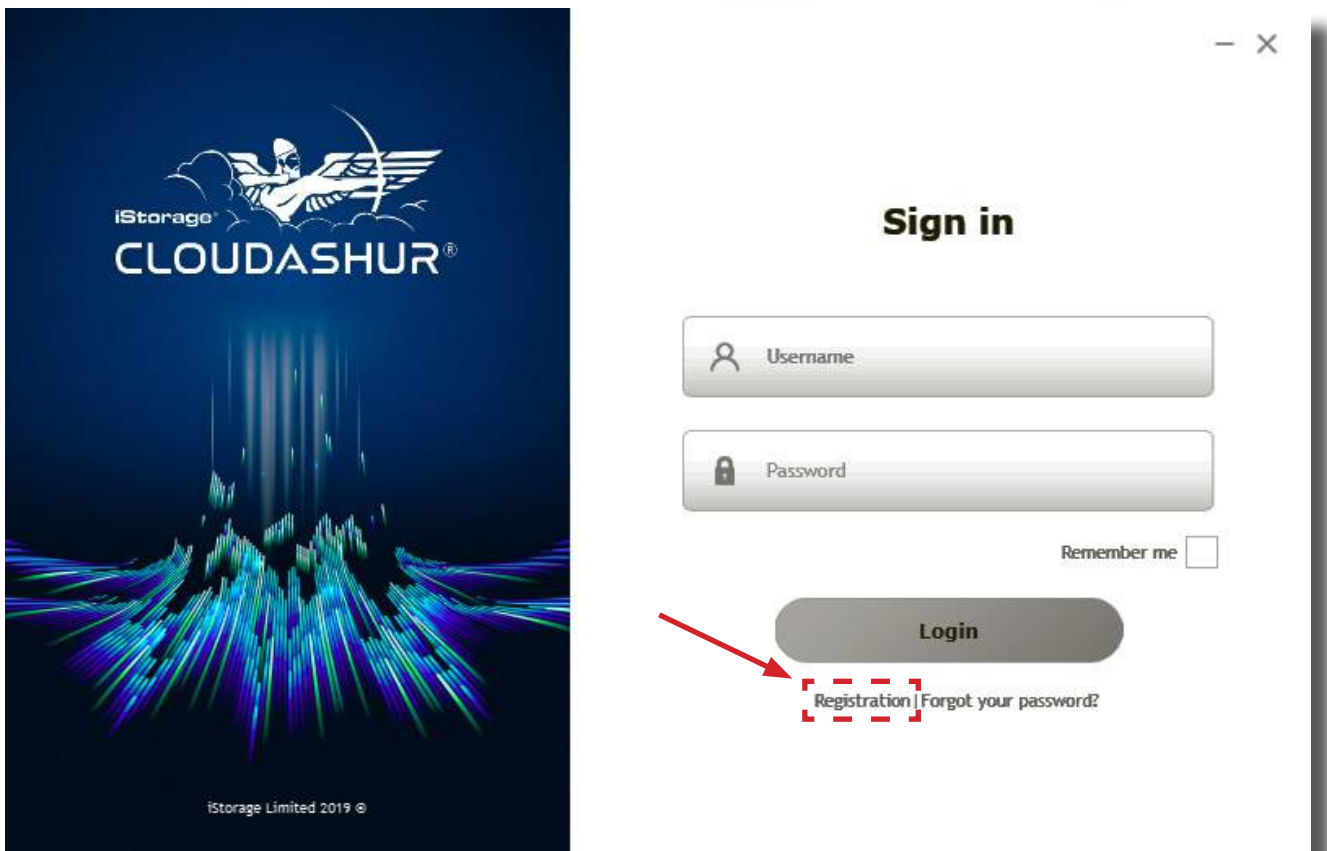 iStorage®
CLOUDASHUR®
iStorage Limited 2019 ©
Sign in
Username
Password
Remember me
Login
Registration|Forgot your password?